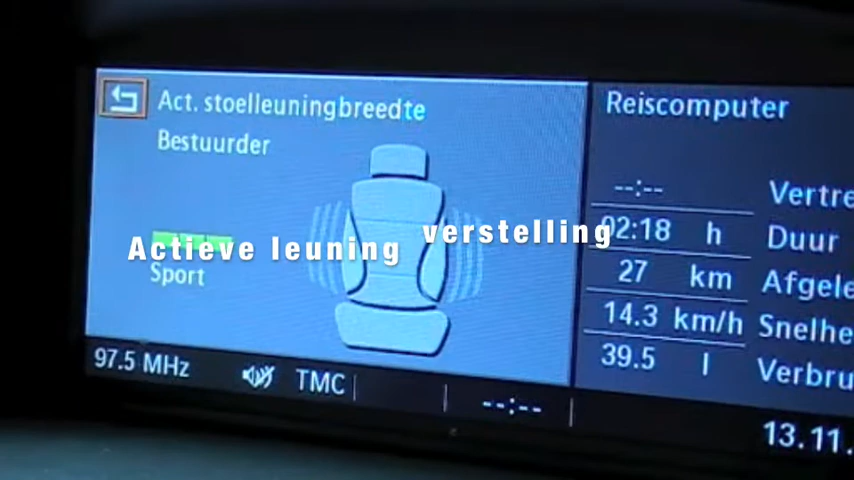 Act. stoelleuningbreedte
Bestuurder
Actieve leuning verstelling
Sport
97.5 MHz TMC --:--
Reiscomputer
--:-- Vertre
02:18 h Duur
27 km Afgele
14.3 km/h Snelhe
39.5 l Verbru
13.11.